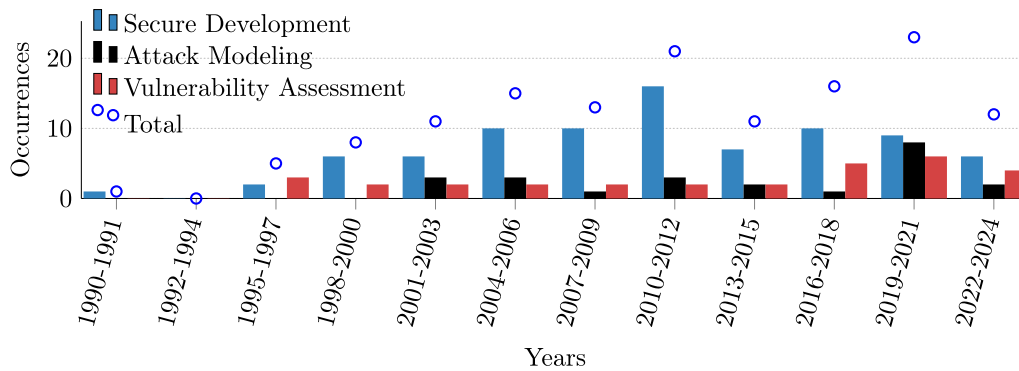 Secure Development
Attack Modeling
Vulnerability Assessment
Total
Occurrences
20
10
0
1990-1991
1992-1994
1995-1997
1998-2000
2001-2003
2004-2006
2007-2009
2010-2012
2013-2015
2016-2018
2019-2021
2022-2024
Years